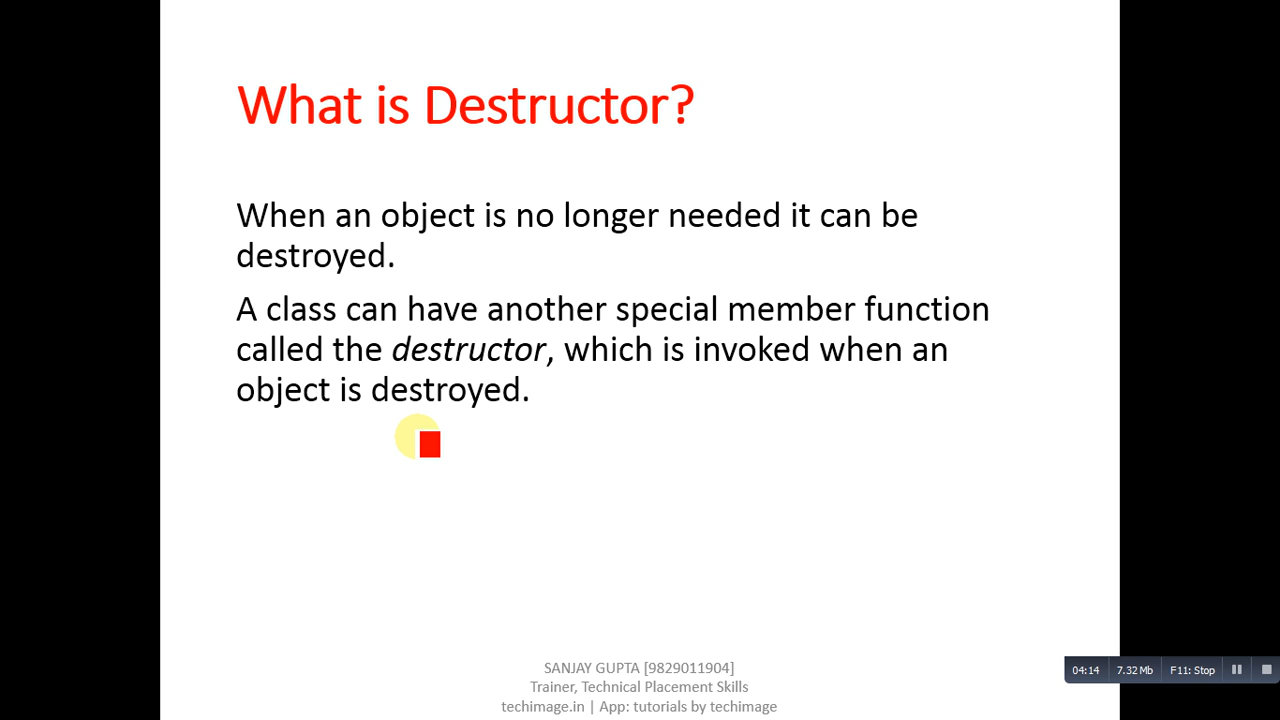 What is Destructor?
When an object is no longer needed it can be
destroyed.
A class can have another special member function
called the destructor, which is invoked when an
object is destroyed.
SANJAY GUPTA [9829011904]
Trainer, Technical Placement Skills
techimage.in | App: tutorials by techimage
04:14 7.32 Mb F11: Stop